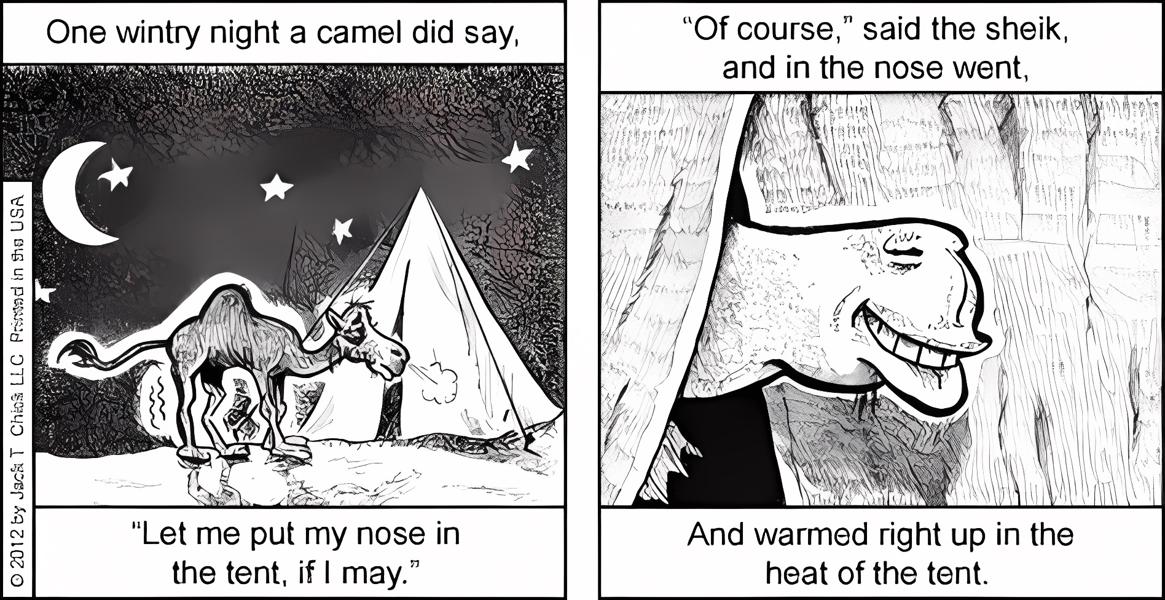 One wintry night a camel did say,
"Let me put my nose in
the tent, if I may."
© 2012 by Jack T. Chick LLC Printed in the USA
"Of course," said the sheik,
and in the nose went,
And warmed right up in the
heat of the tent.